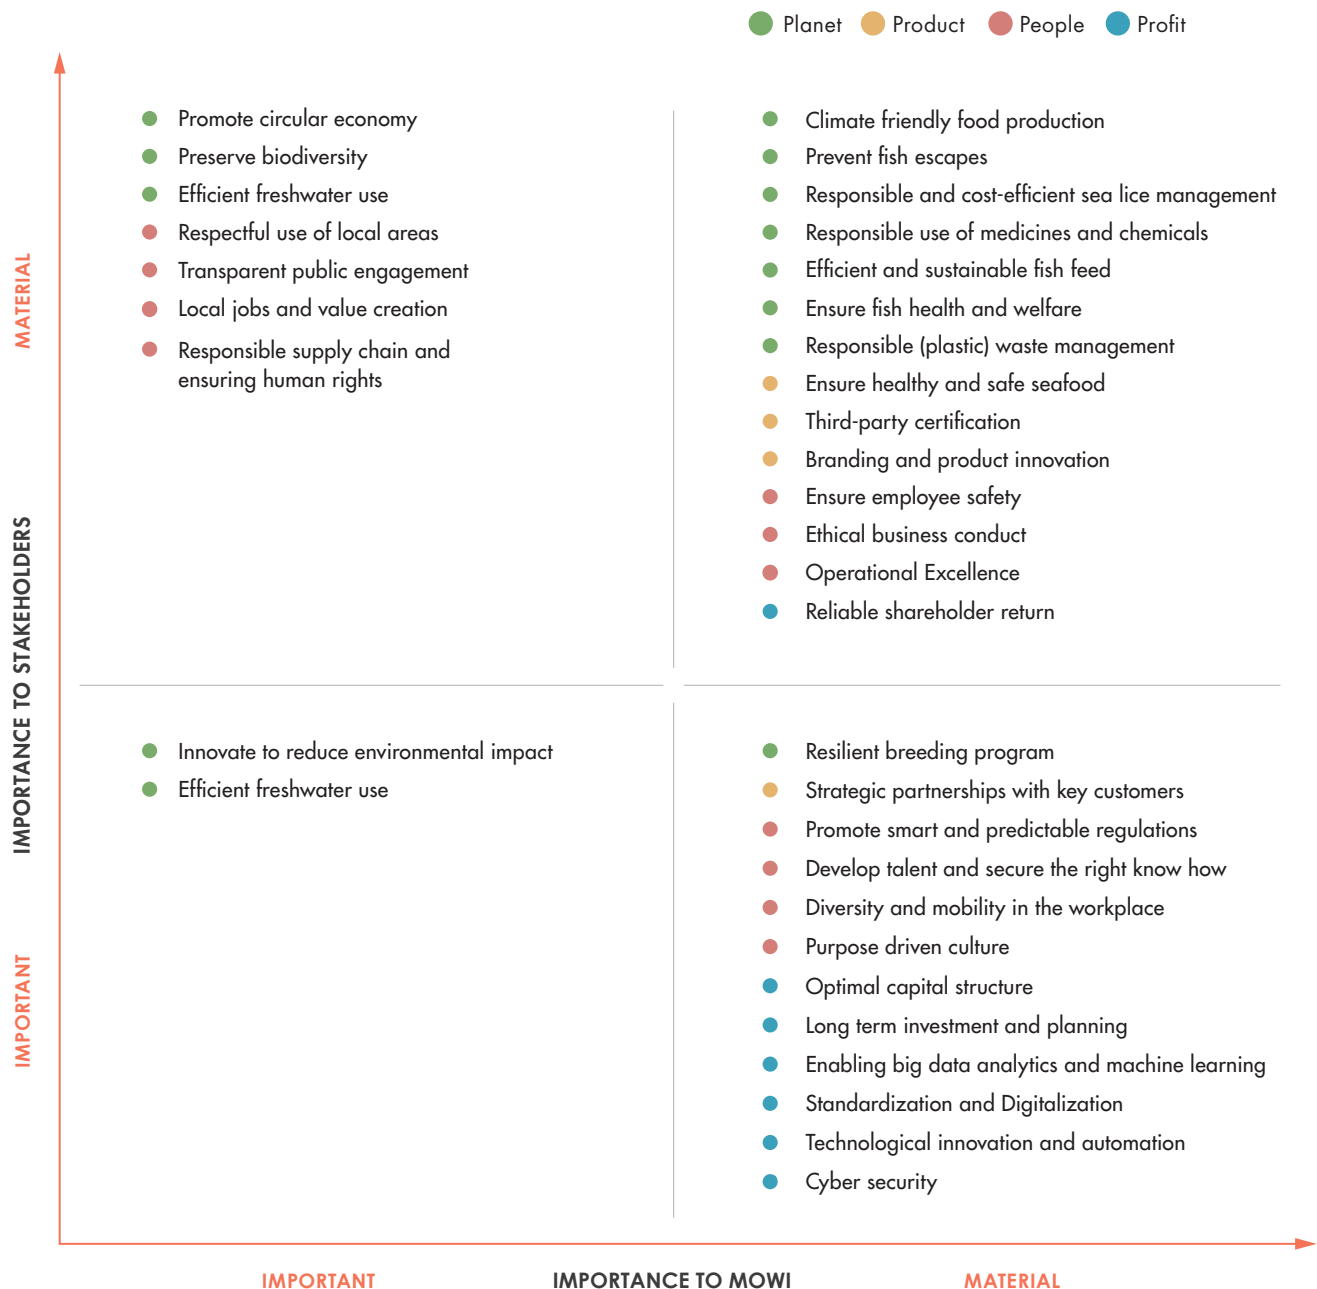 Planet
Product
People
Profit
Promote circular economy
Preserve biodiversity
Efficient freshwater use
Respectful use of local areas
Transparent public engagement
Local jobs and value creation
Responsible supply chain and
ensuring human rights
Climate friendly food production
Prevent fish escapes
Responsible and cost-efficient sea lice management
Responsible use of medicines and chemicals
Efficient and sustainable fish feed
Ensure fish health and welfare
Responsible (plastic) waste management
Ensure healthy and safe seafood
Third-party certification
Branding and product innovation
Ensure employee safety
Ethical business conduct
Operational Excellence
Reliable shareholder return
Innovate to reduce environmental impact
Efficient freshwater use
Resilient breeding program
Strategic partnerships with key customers
Promote smart and predictable regulations
Develop talent and secure the right know how
Diversity and mobility in the workplace
Purpose driven culture
Optimal capital structure
Long term investment and planning
Enabling big data analytics and machine learning
Standardization and Digitalization
Technological innovation and automation
Cyber security
MATERIAL
IMPORTANCE TO STAKEHOLDERS
IMPORTANT
IMPORTANT
IMPORTANCE TO MOWI
MATERIAL